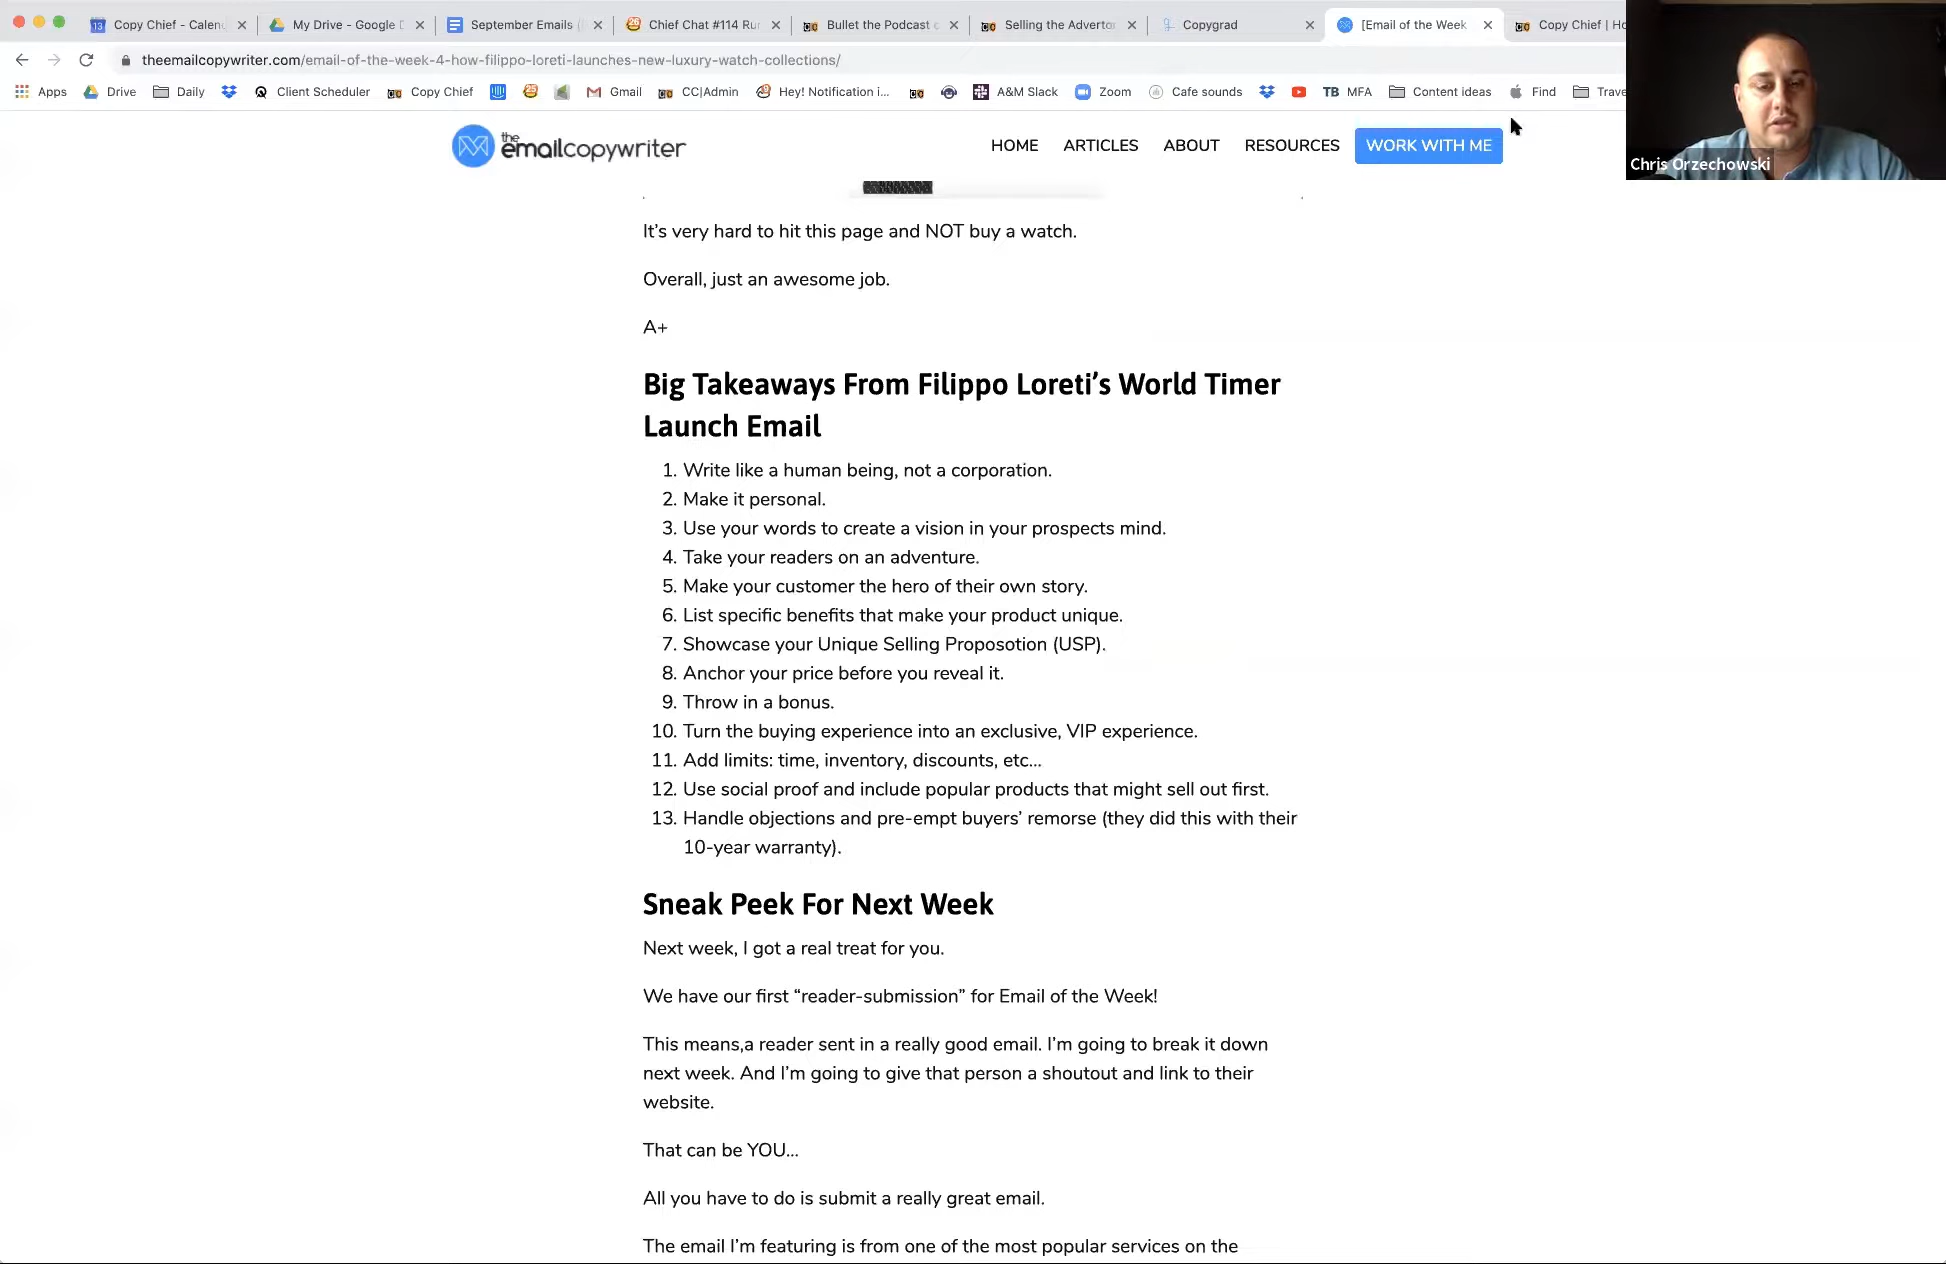 Copy Chief - Calen
My Drive - Google D
September Emails
Chief Chat #114 Ru
Bullet the Podcast
Selling the Adverto
Copygrad
[Email of the Week
Copy Chief | Ho
theemailcopywriter.com/email-of-the-week-4-how-filippo-loreti-launches-new-luxury-watch-collections/
Apps
Drive
Daily
Client Scheduler
Copy Chief
Gmail
CC|Admin
Hey! Notification i...
A&M Slack
Zoom
Cafe sounds
TB MFA
Content ideas
Find
Trave
Chris Orzechowski
the
emailcopywriter
HOME
ARTICLES
ABOUT
RESOURCES
WORK WITH ME
It’s very hard to hit this page and NOT buy a watch.
Overall, just an awesome job.
A+
Big Takeaways From Filippo Loreti’s World Timer
Launch Email
1. Write like a human being, not a corporation.
2. Make it personal.
3. Use your words to create a vision in your prospects mind.
4. Take your readers on an adventure.
5. Make your customer the hero of their own story.
6. List specific benefits that make your product unique.
7. Showcase your Unique Selling Proposotion (USP).
8. Anchor your price before you reveal it.
9. Throw in a bonus.
10. Turn the buying experience into an exclusive, VIP experience.
11. Add limits: time, inventory, discounts, etc…
12. Use social proof and include popular products that might sell out first.
13. Handle objections and pre-empt buyers’ remorse (they did this with their
10-year warranty).
Sneak Peek For Next Week
Next week, I got a real treat for you.
We have our first “reader-submission” for Email of the Week!
This means,a reader sent in a really good email. I’m going to break it down
next week. And I’m going to give that person a shoutout and link to their
website.
That can be YOU…
All you have to do is submit a really great email.
The email I’m featuring is from one of the most popular services on the